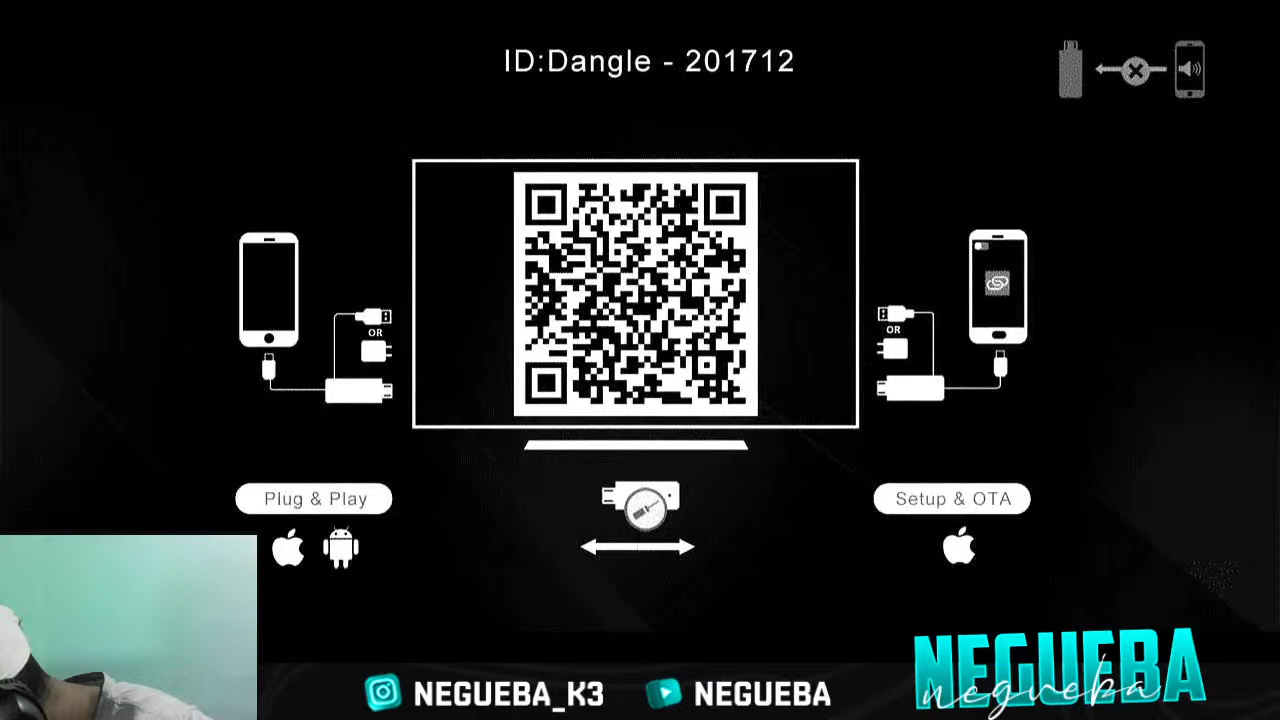 ID:Dangle - 201712
OR
OR
Plug & Play
Setup & OTA
NEGUEBA_K3
NEGUEBA
NEGUEBA
negueba